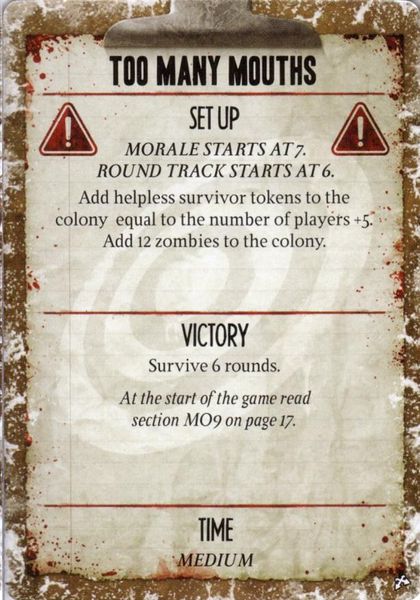 TOO MANY MOUTHS
SET UP
MORALE STARTS AT 7.
ROUND TRACK STARTS AT 6.
Add helpless survivor tokens to the
colony equal to the number of players +5.
Add 12 zombies to the colony.
VICTORY
Survive 6 rounds.
At the start of the game read
section MO9 on page 17.
TIME
MEDIUM